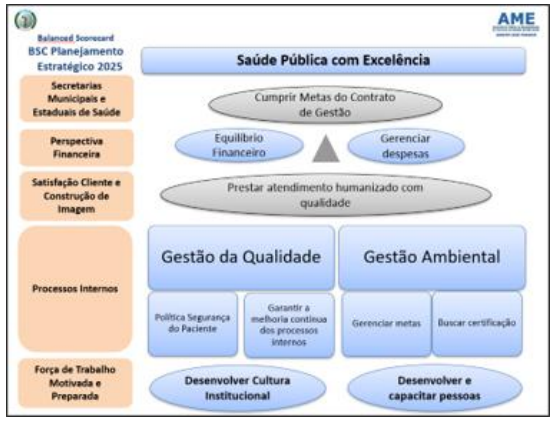 Balanced Scorecard
BSC Planejamento
Estratégico 2025
AME
Saúde Pública com Excelência
Secretarias
Municipais e
Estaduais de Saúde
Cumprir Metas do Contrato
de Gestão
Perspectiva
Financeira
Equilíbrio
Financeiro
Gerenciar
despesas
Satisfação Cliente e
Construção de
Imagem
Prestar atendimento humanizado com
qualidade
Processos Internos
Gestão da Qualidade
Gestão Ambiental
Política Segurança
do Paciente
Garantir a
melhoria continua
dos processos
internos
Gerenciar metas
Buscar certificação
Força de Trabalho
Motivada e
Preparada
Desenvolver Cultura
Institucional
Desenvolver e
capacitar pessoas